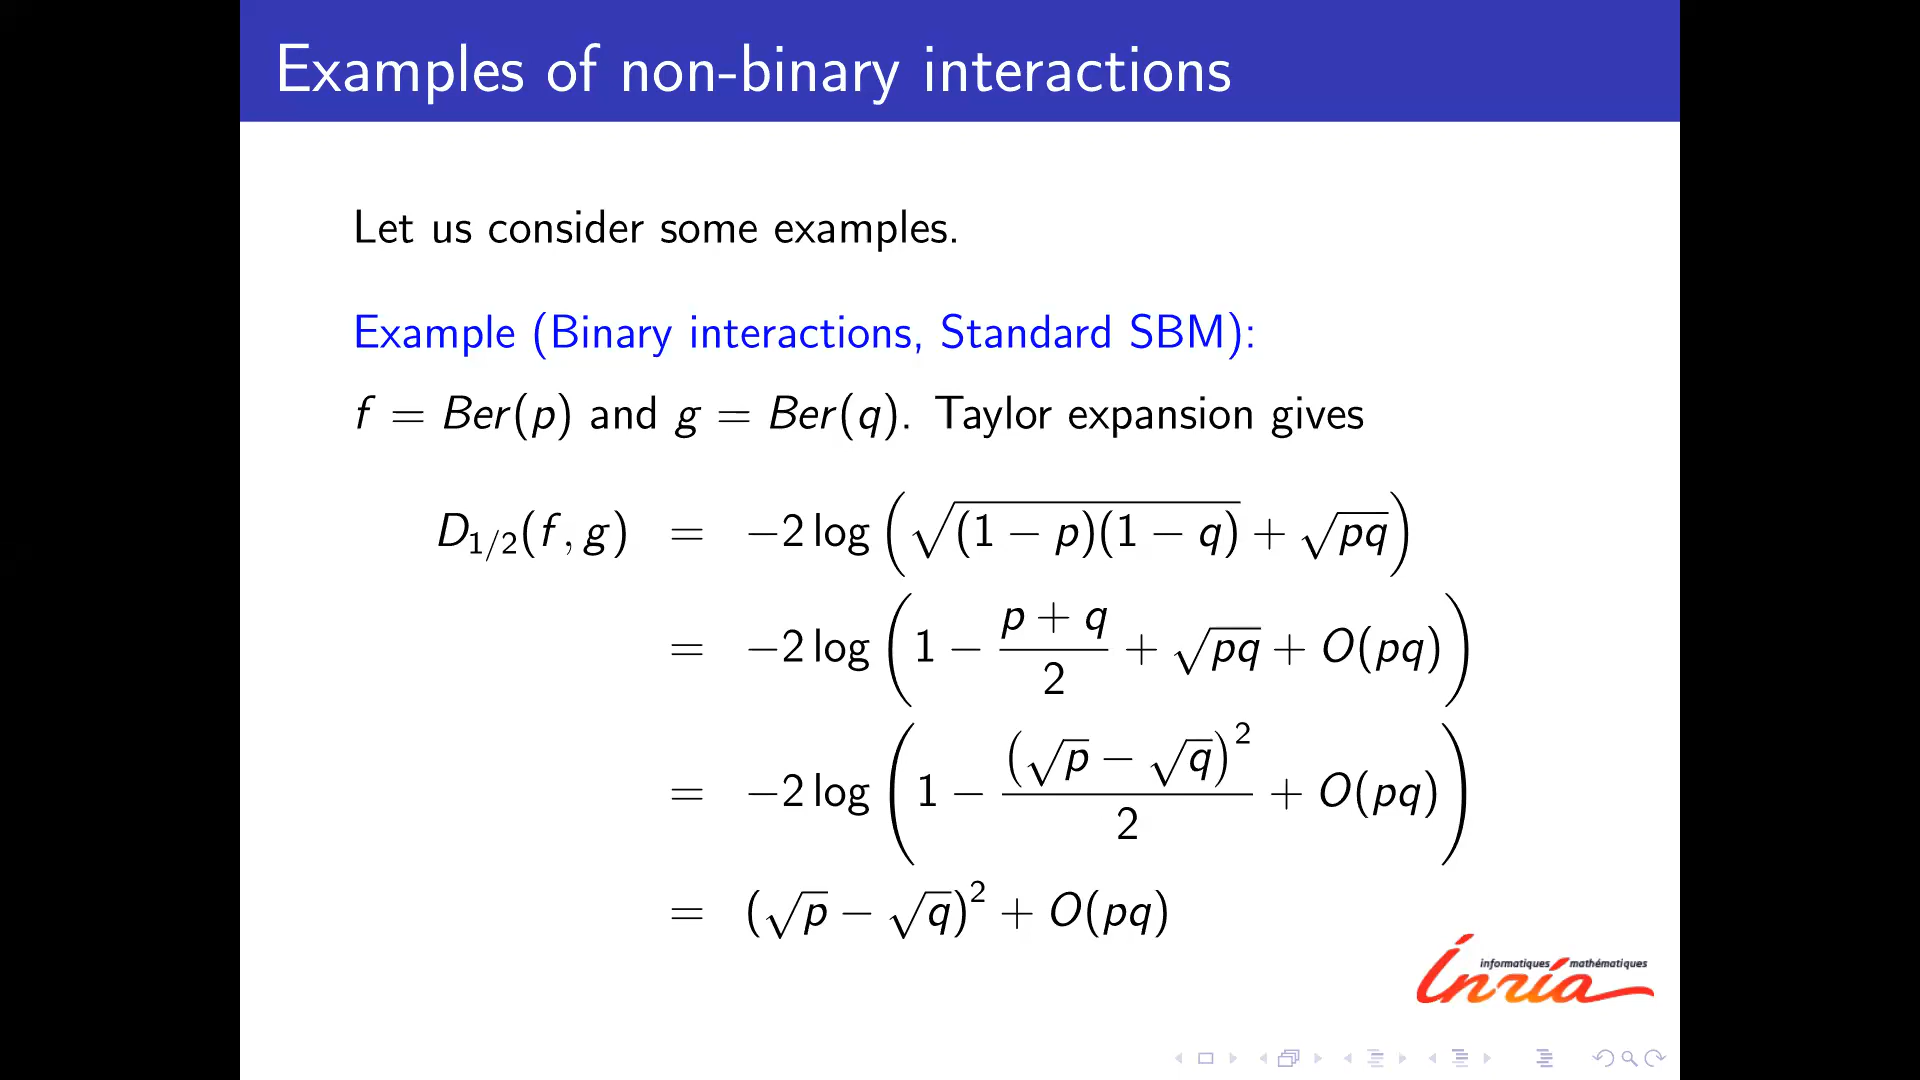 Examples of non-binary interactions
Let us consider some examples.
Example (Binary interactions, Standard SBM):
f = Ber(p) and g = Ber(q). Taylor expansion gives
D_{1/2}(f, g) = −2 log (√((1 − p)(1 − q)) + √(pq))
= −2 log (1 − (p + q)/2 + √(pq) + O(pq))
= −2 log (1 − (√p − √q)²/2 + O(pq))
= (√p − √q)² + O(pq)
informatiques mathématiques
Inria